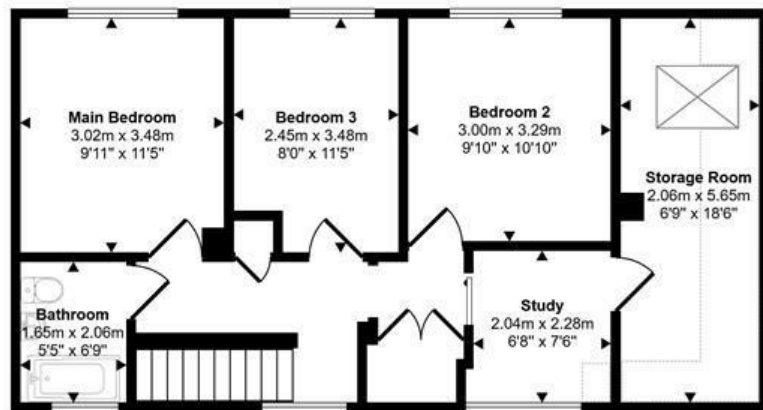 Main Bedroom
3.02m x 3.48m
9'11" x 11'5"
Bedroom 3
2.45m x 3.48m
8'0" x 11'5"
Bedroom 2
3.00m x 3.29m
9'10" x 10'10"
Storage Room
2.06m x 5.65m
6'9" x 18'6"
Bathroom
1.65m x 2.06m
5'5" x 6'9"
Study
2.04m x 2.28m
6'8" x 7'6"